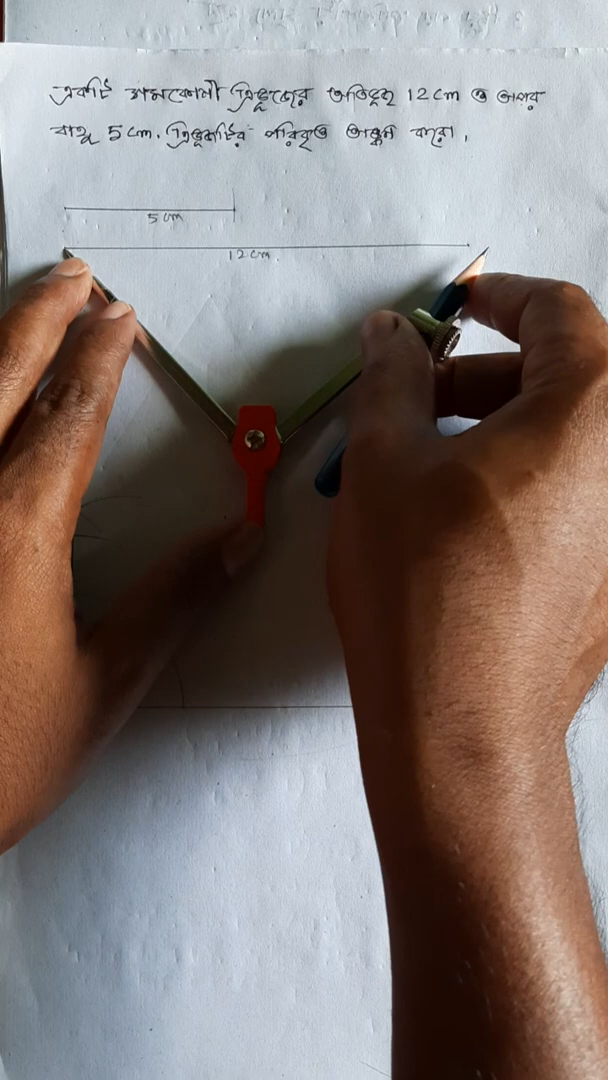 একটি সমকোণী ত্রিভূজের অতিভূজ 12 cm ও অপর
বাহু 5 cm. ত্রিভূজটির পরিবৃত্ত অঙ্কন করো।
5 cm
12 cm.